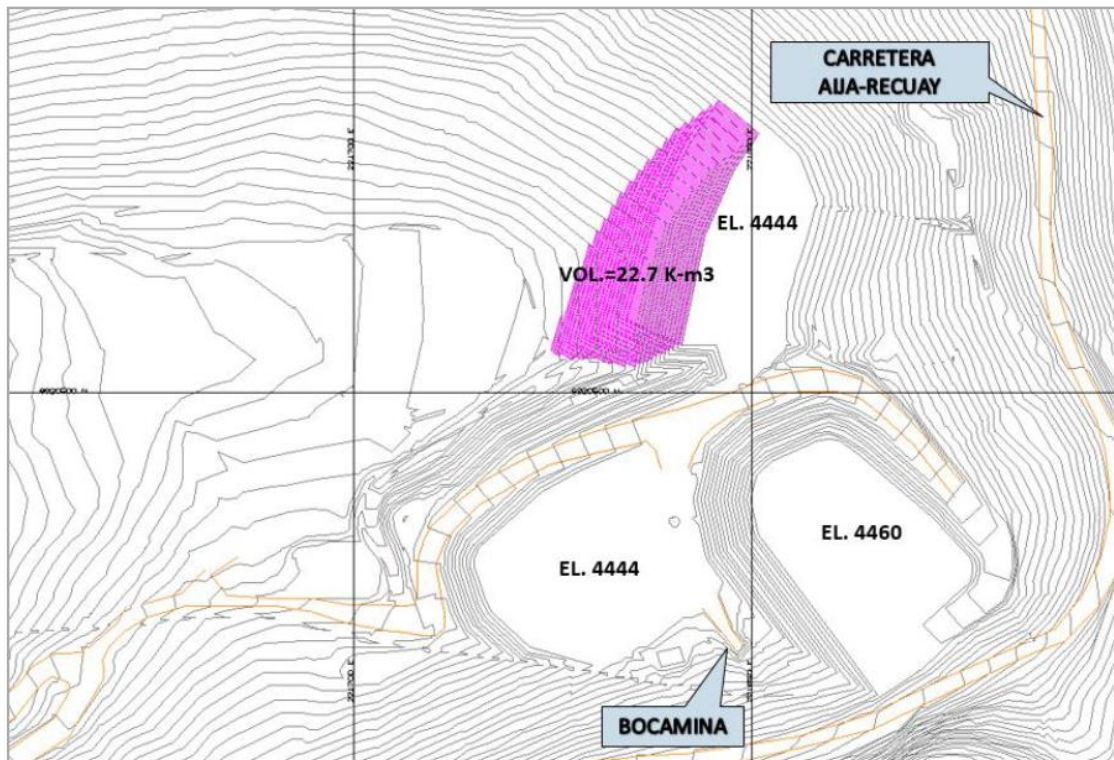 CARRETERA
AIJA-RECUAY
EL. 4444
VOL.=22.7 K-m3
EL. 4460
EL. 4444
BOCAMINA